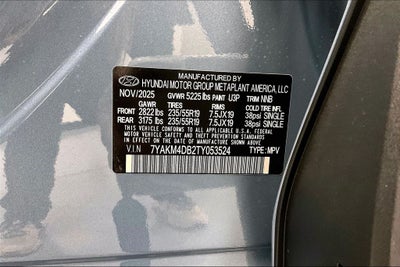 MANUFACTURED BY
HYUNDAI MOTOR GROUP METAPLANT AMERICA, LLC
NOV/2025 GVWR 5225 lbs PAINT U3P TRIM NNB
GAWR TIRES RIMS COLD TIRE INFL.
FRONT 2822 lbs 235/55R19 7.5JX19 38psi SINGLE
REAR 3175 lbs 235/55R19 7.5JX19 38psi SINGLE
THIS VEHICLE CONFORMS TO ALL APPLICABLE
U.S.A. FEDERAL MOTOR VEHICLE SAFETY, BUMPER,
AND THEFT PREVENTION STANDARDS
IN EFFECT ON THE DATE OF
MANUFACTURE SHOWN ABOVE.
V.I.N 7YAKM4DB2TY053524 TYPE:MPV